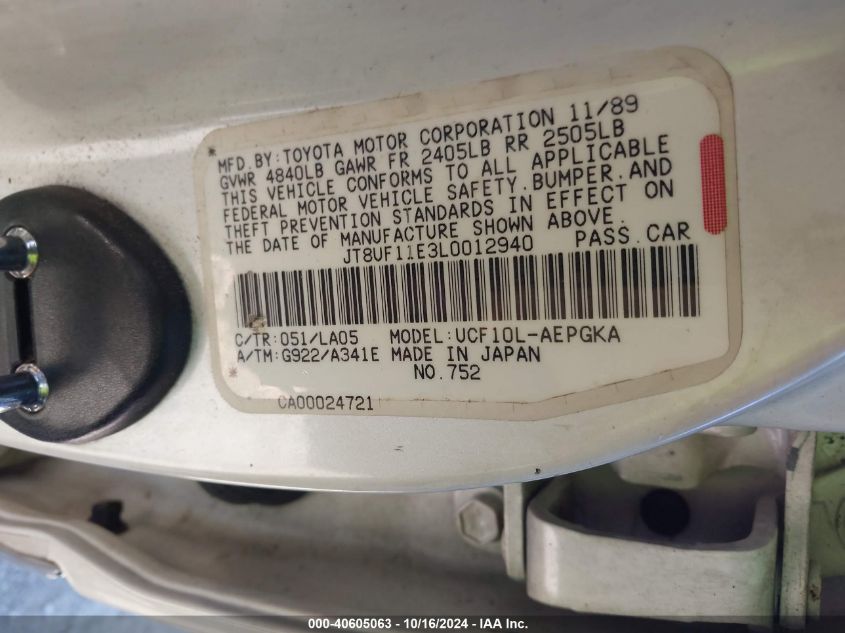 MFD.BY:TOYOTA MOTOR CORPORATION 11/89
GVWR 4840LB GAWR FR 2405LB RR 2505LB
THIS VEHICLE CONFORMS TO ALL APPLICABLE
FEDERAL MOTOR VEHICLE SAFETY.BUMPER.AND
THEFT PREVENTION STANDARDS IN EFFECT ON
THE DATE OF MANUFACTURE SHOWN ABOVE.
JT8UF11E3L0012940 PASS.CAR
C/TR:051/LA05 MODEL:UCF10L-AEPGKA
A/TM:G922/A341E MADE IN JAPAN
NO.752
CA00024721
000-40605063 - 10/16/2024 - IAA Inc.